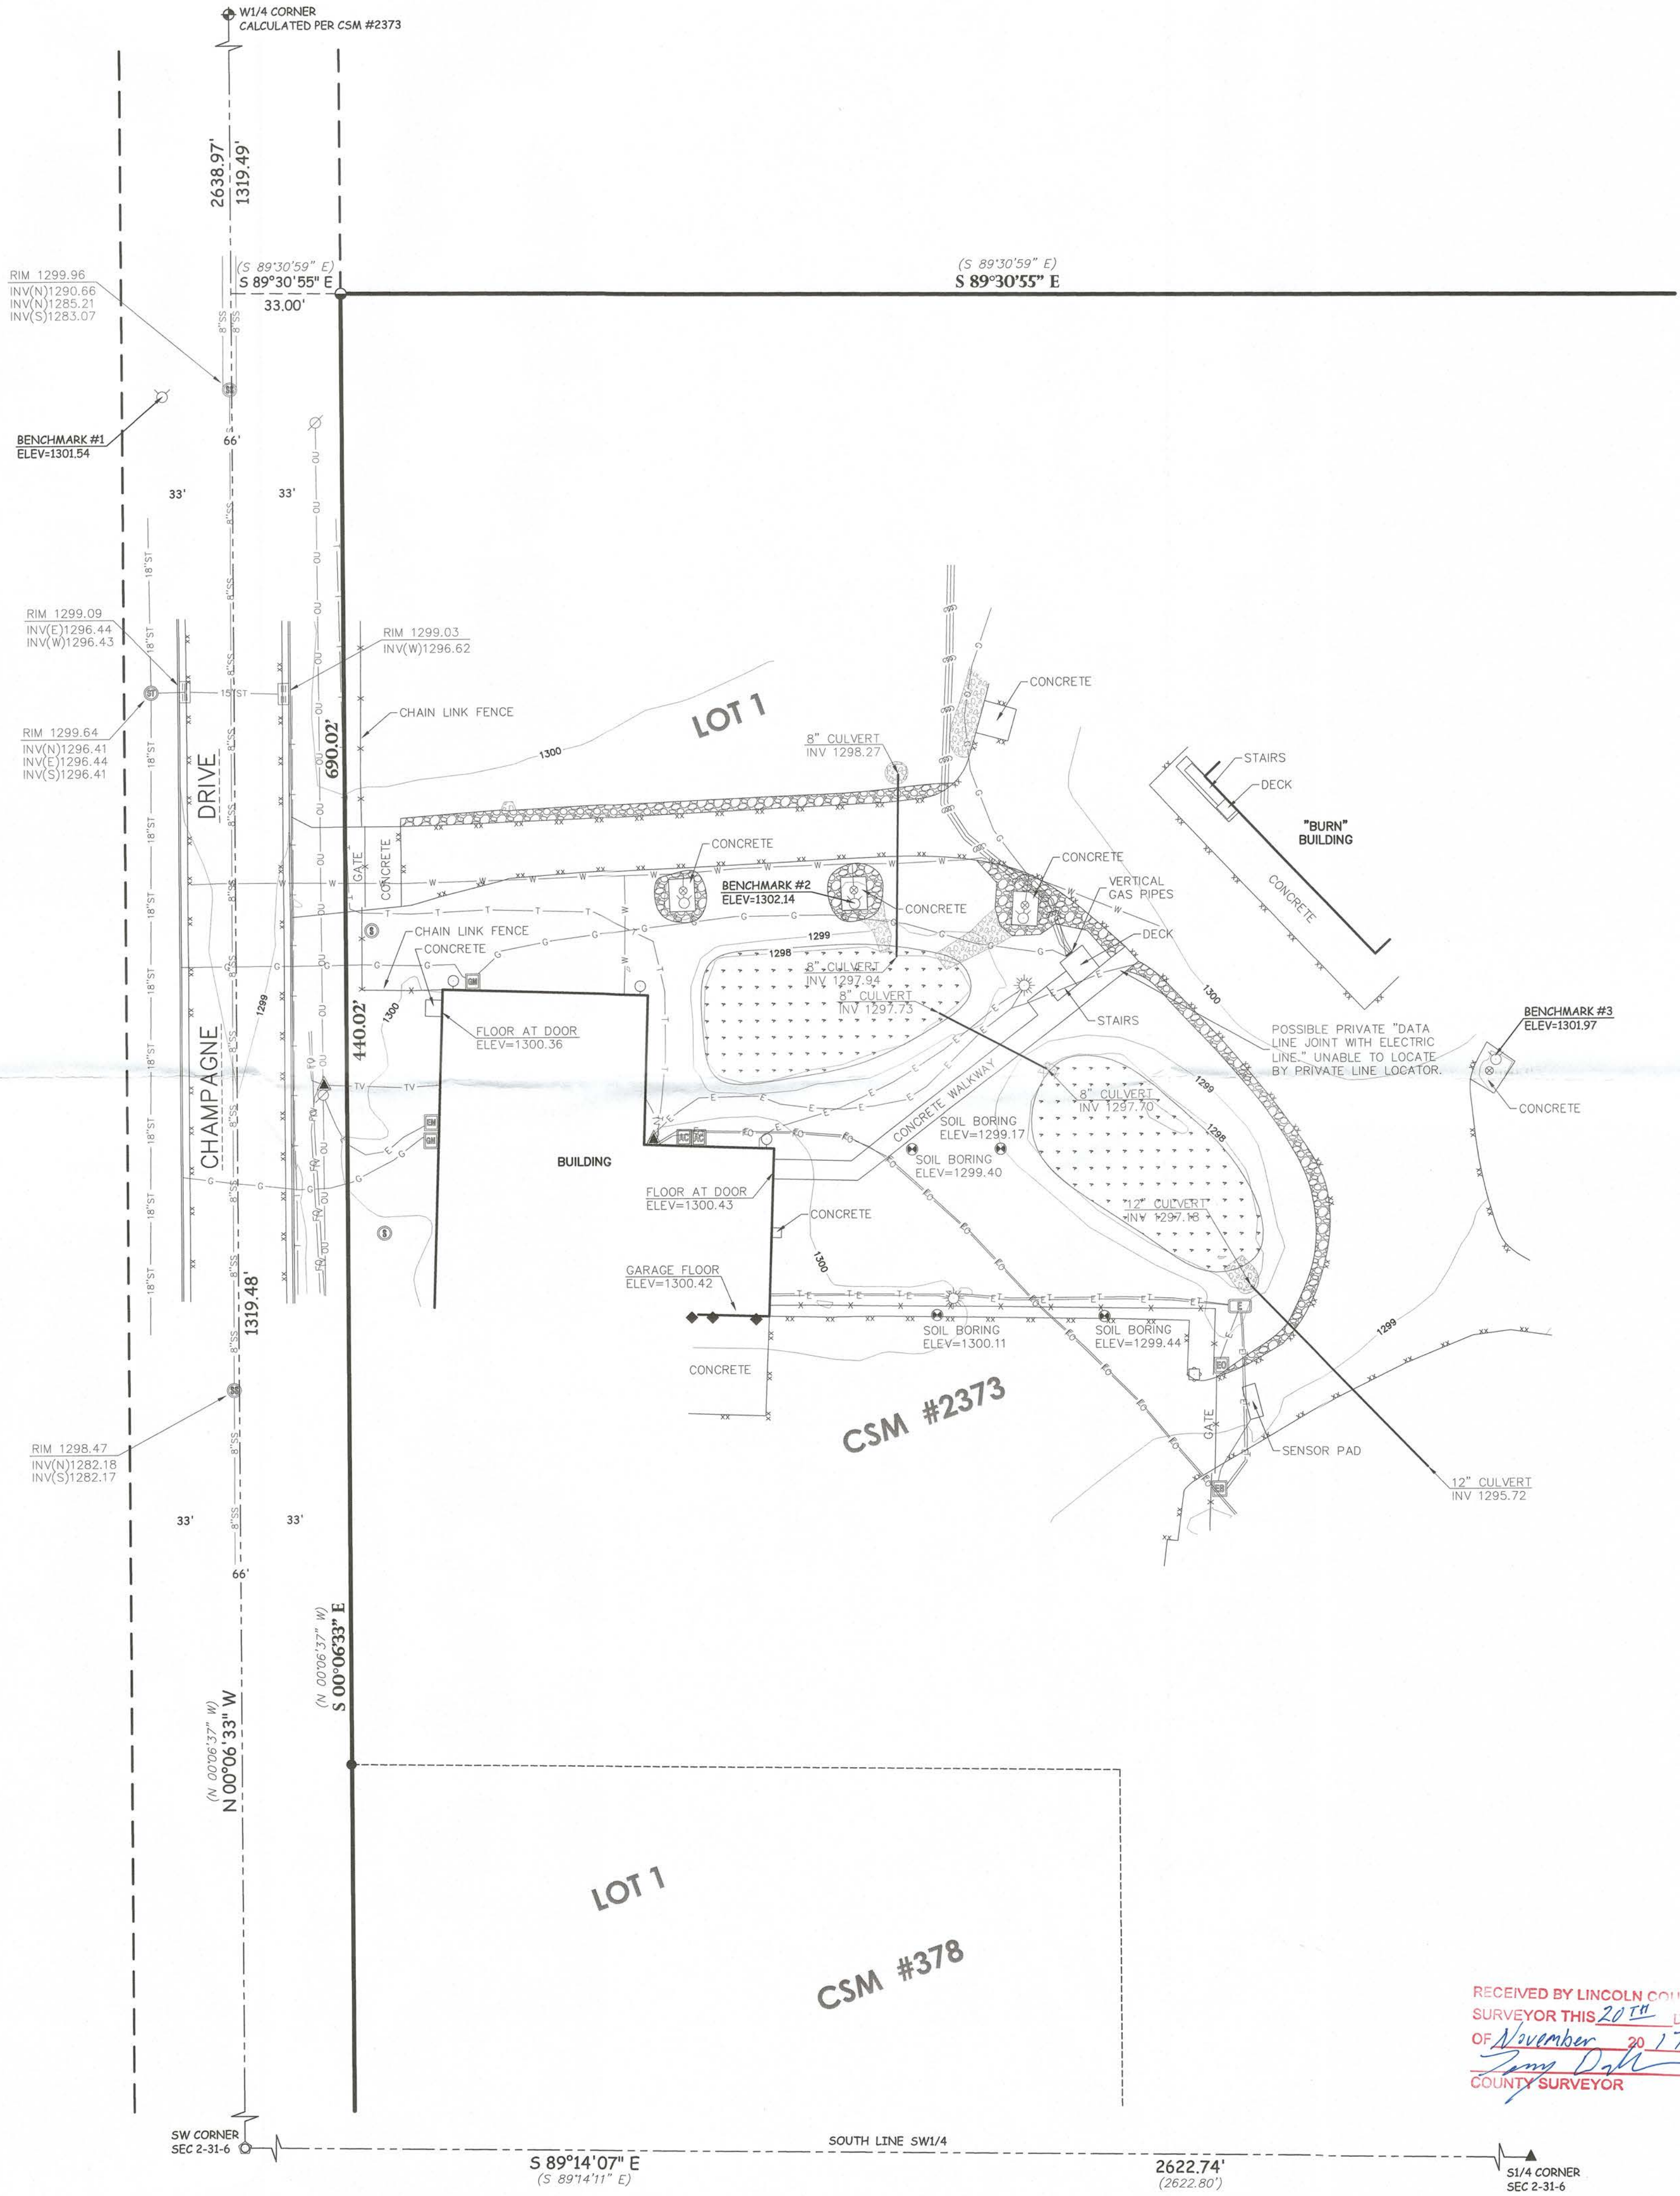 W1/4 CORNER
CALCULATED PER CSM #2373
2638.97'
1319.49'
(S 89°30'59" E)
S 89°30'55" E
33.00'
(S 89°30'59" E)
S 89°30'55" E
RIM 1299.96
INV(N)1290.66
INV(N)1285.21
INV(S)1283.07
BENCHMARK #1
ELEV=1301.54
66'
33'
33'
RIM 1299.09
INV(E)1296.44
INV(W)1296.43
RIM 1299.03
INV(W)1296.62
15"ST
RIM 1299.64
INV(N)1296.41
INV(E)1296.44
INV(S)1296.41
CHAIN LINK FENCE
690.02'
1300
LOT 1
8" CULVERT
INV 1298.27
CONCRETE
STAIRS
DECK
"BURN"
BUILDING
CONCRETE
CHAMPAGNE DRIVE
GATE
CONCRETE
CONCRETE
BENCHMARK #2
ELEV=1302.14
CONCRETE
CONCRETE
VERTICAL
GAS PIPES
DECK
CHAIN LINK FENCE
CONCRETE
1299
1298
8" CULVERT
INV 1297.94
8" CULVERT
INV 1297.73
STAIRS
1300
1299
1300
440.02'
FLOOR AT DOOR
ELEV=1300.36
POSSIBLE PRIVATE "DATA
LINE JOINT WITH ELECTRIC
LINE." UNABLE TO LOCATE
BY PRIVATE LINE LOCATOR.
BENCHMARK #3
ELEV=1301.97
CONCRETE
CONCRETE WALKWAY
8" CULVERT
INV 1297.70
1299
1298
SOIL BORING
ELEV=1299.17
SOIL BORING
ELEV=1299.40
BUILDING
FLOOR AT DOOR
ELEV=1300.43
CONCRETE
12" CULVERT
INV 1297.18
1300
GARAGE FLOOR
ELEV=1300.42
1319.48'
SOIL BORING
ELEV=1300.11
SOIL BORING
ELEV=1299.44
1299
CONCRETE
CSM #2373
GATE
SENSOR PAD
RIM 1298.47
INV(N)1282.18
INV(S)1282.17
12" CULVERT
INV 1295.72
33'
33'
66'
(N 00°06'37" W)
S 00°06'33" E
(N 00°06'37" W)
N 00°06'33" W
LOT 1
CSM #378
RECEIVED BY LINCOLN COU
SURVEYOR THIS 20TH
OF November 20 17
COUNTY SURVEYOR
SW CORNER
SEC 2-31-6
SOUTH LINE SW1/4
S 89°14'07" E
(S 89°14'11" E)
2622.74'
(2622.80')
S1/4 CORNER
SEC 2-31-6